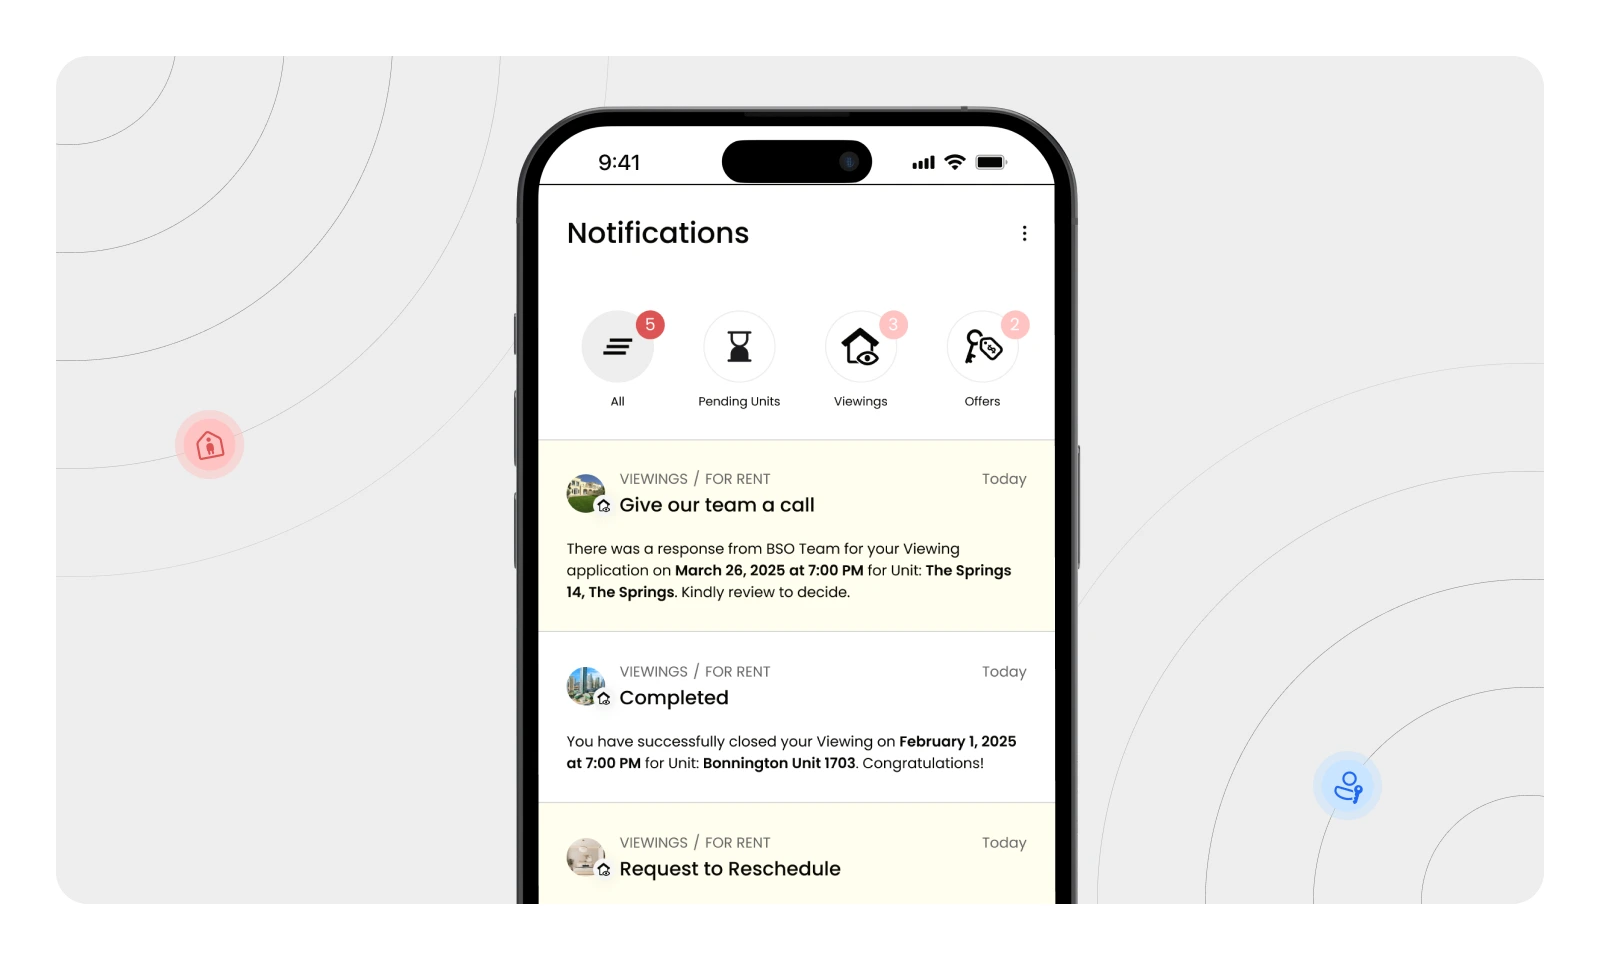 9:41
Notifications
5
3
2
All
Pending Units
Viewings
Offers
VIEWINGS / FOR RENT
Today
Give our team a call
There was a response from BSO Team for your Viewing
application on March 26, 2025 at 7:00 PM for Unit: The Springs
14, The Springs. Kindly review to decide.
VIEWINGS / FOR RENT
Today
Completed
You have successfully closed your Viewing on February 1, 2025
at 7:00 PM for Unit: Bonnington Unit 1703. Congratulations!
VIEWINGS / FOR RENT
Today
Request to Reschedule